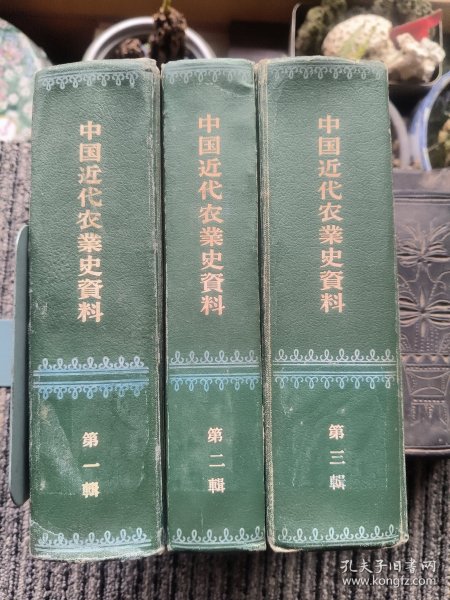 中国近代农業史資料
第一輯
中国近代农業史資料
第二輯
中国近代农業史資料
第三輯
孔夫子旧书网
www.kongfz.com